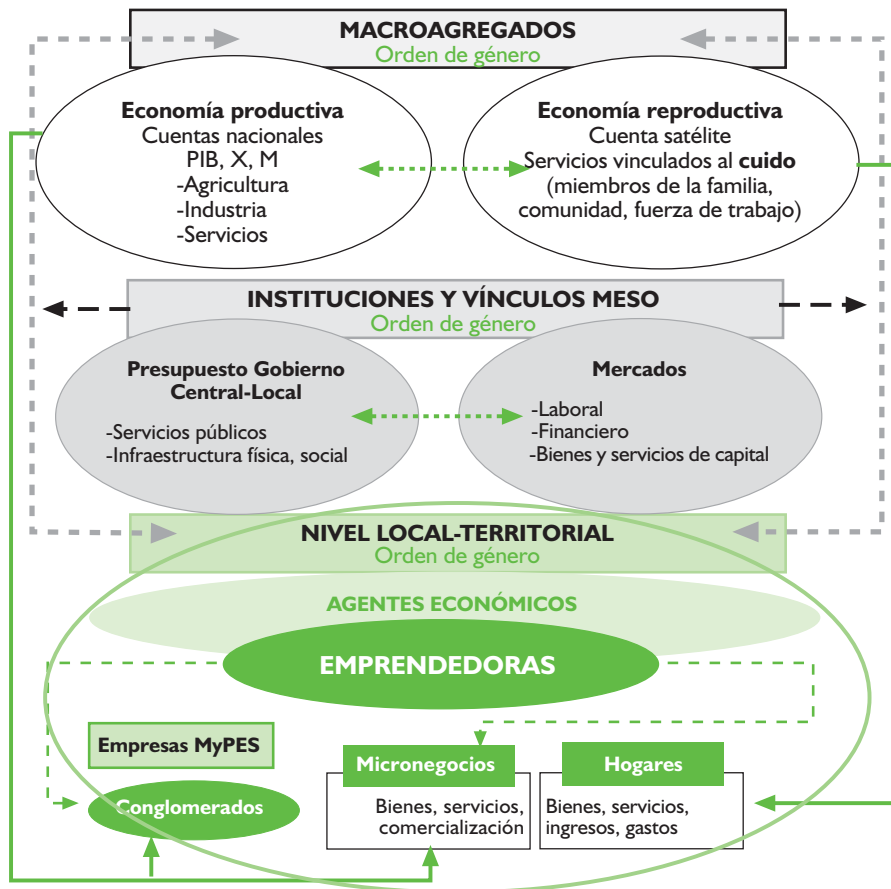 MACROAGREGADOS
Orden de género
Economía productiva
Cuentas nacionales
PIB, X, M
-Agricultura
-Industria
-Servicios
Economía reproductiva
Cuenta satélite
Servicios vinculados al cuido
(miembros de la familia,
comunidad, fuerza de trabajo)
INSTITUCIONES Y VÍNCULOS MESO
Orden de género
Presupuesto Gobierno
Central-Local
-Servicios públicos
-Infraestructura física, social
Mercados
-Laboral
-Financiero
-Bienes y servicios de capital
NIVEL LOCAL-TERRITORIAL
Orden de género
AGENTES ECONÓMICOS
EMPRENDEDORAS
Empresas MyPES
Conglomerados
Micronegocios
Bienes, servicios,
comercialización
Hogares
Bienes, servicios,
ingresos, gastos